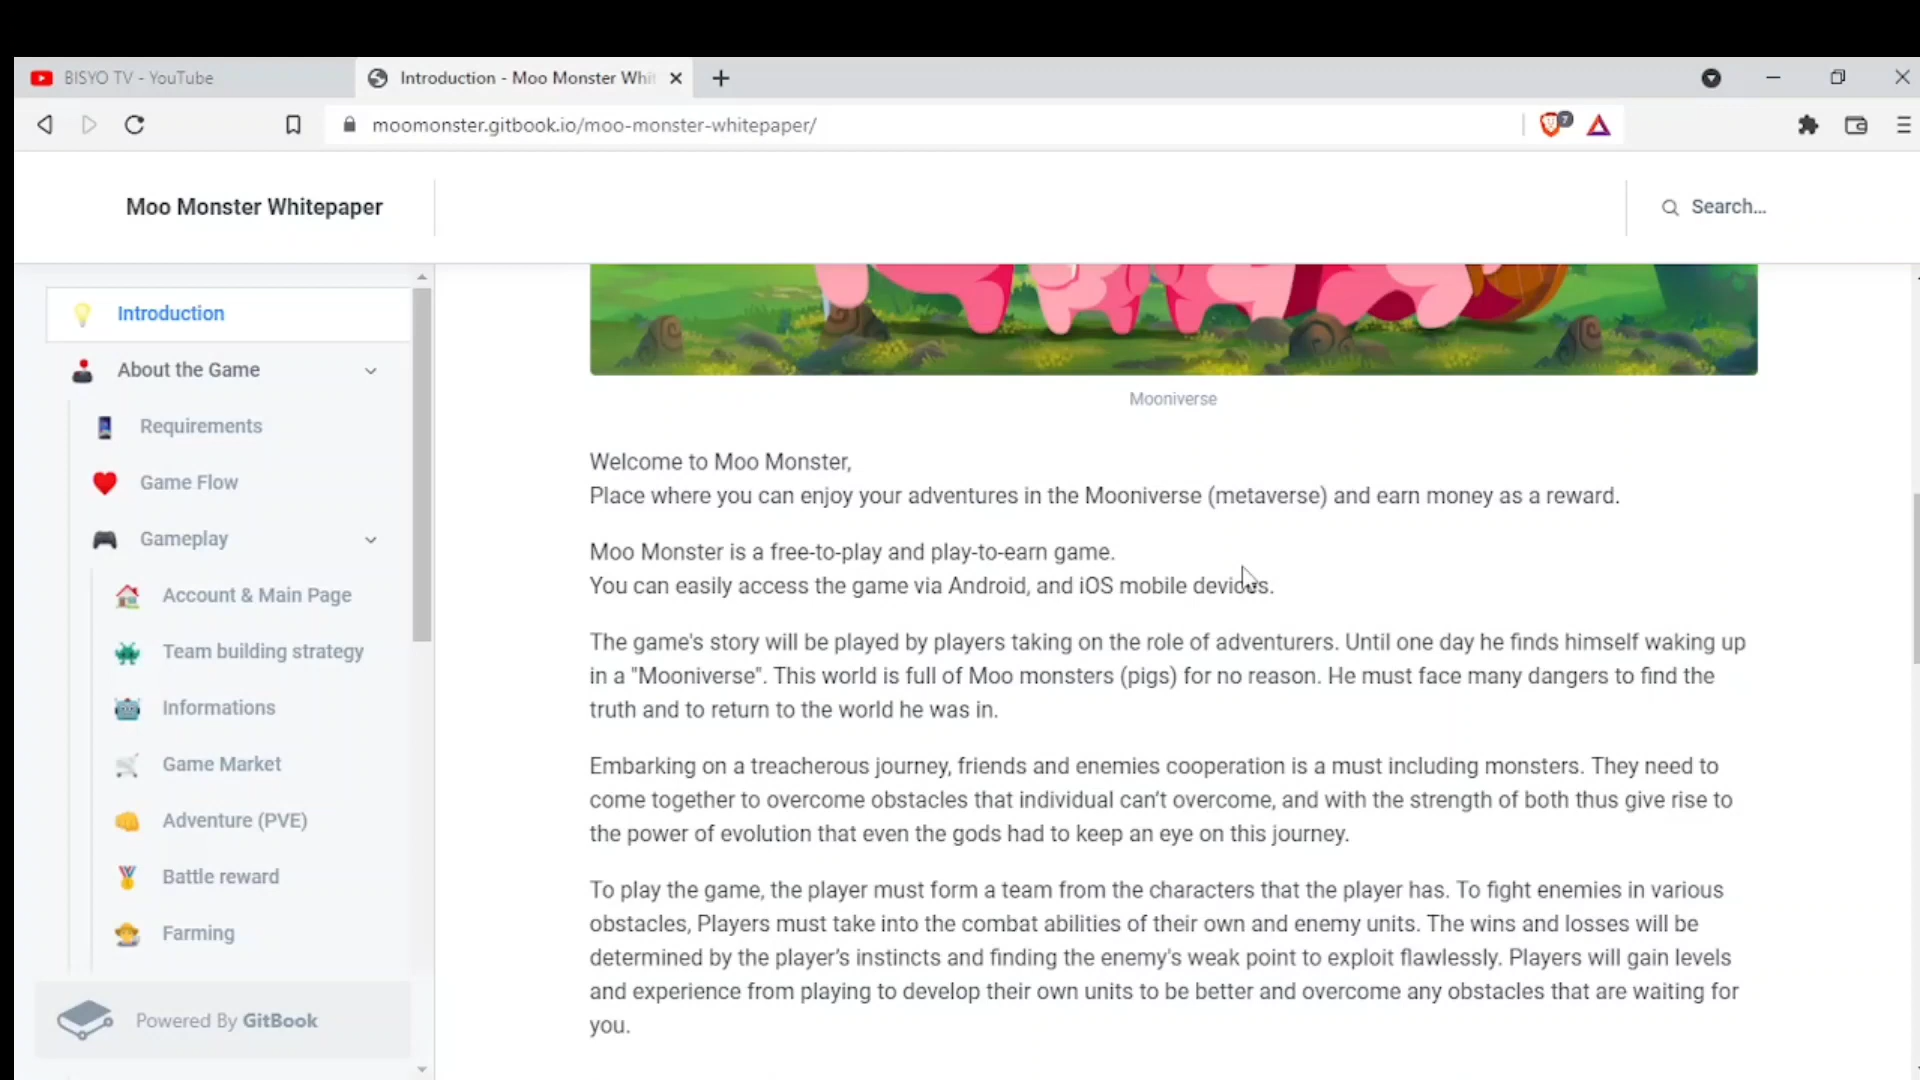 BISYO TV - YouTube
Introduction - Moo Monster Whit
moomonster.gitbook.io/moo-monster-whitepaper/
7
Moo Monster Whitepaper
Search...
Introduction
About the Game
Requirements
Game Flow
Gameplay
Account & Main Page
Team building strategy
Informations
Game Market
Adventure (PVE)
Battle reward
Farming
Powered By GitBook
Mooniverse
Welcome to Moo Monster,
Place where you can enjoy your adventures in the Mooniverse (metaverse) and earn money as a reward.
Moo Monster is a free-to-play and play-to-earn game.
You can easily access the game via Android, and iOS mobile devices.
The game's story will be played by players taking on the role of adventurers. Until one day he finds himself waking up
in a "Mooniverse". This world is full of Moo monsters (pigs) for no reason. He must face many dangers to find the
truth and to return to the world he was in.
Embarking on a treacherous journey, friends and enemies cooperation is a must including monsters. They need to
come together to overcome obstacles that individual can’t overcome, and with the strength of both thus give rise to
the power of evolution that even the gods had to keep an eye on this journey.
To play the game, the player must form a team from the characters that the player has. To fight enemies in various
obstacles, Players must take into the combat abilities of their own and enemy units. The wins and losses will be
determined by the player’s instincts and finding the enemy's weak point to exploit flawlessly. Players will gain levels
and experience from playing to develop their own units to be better and overcome any obstacles that are waiting for
you.